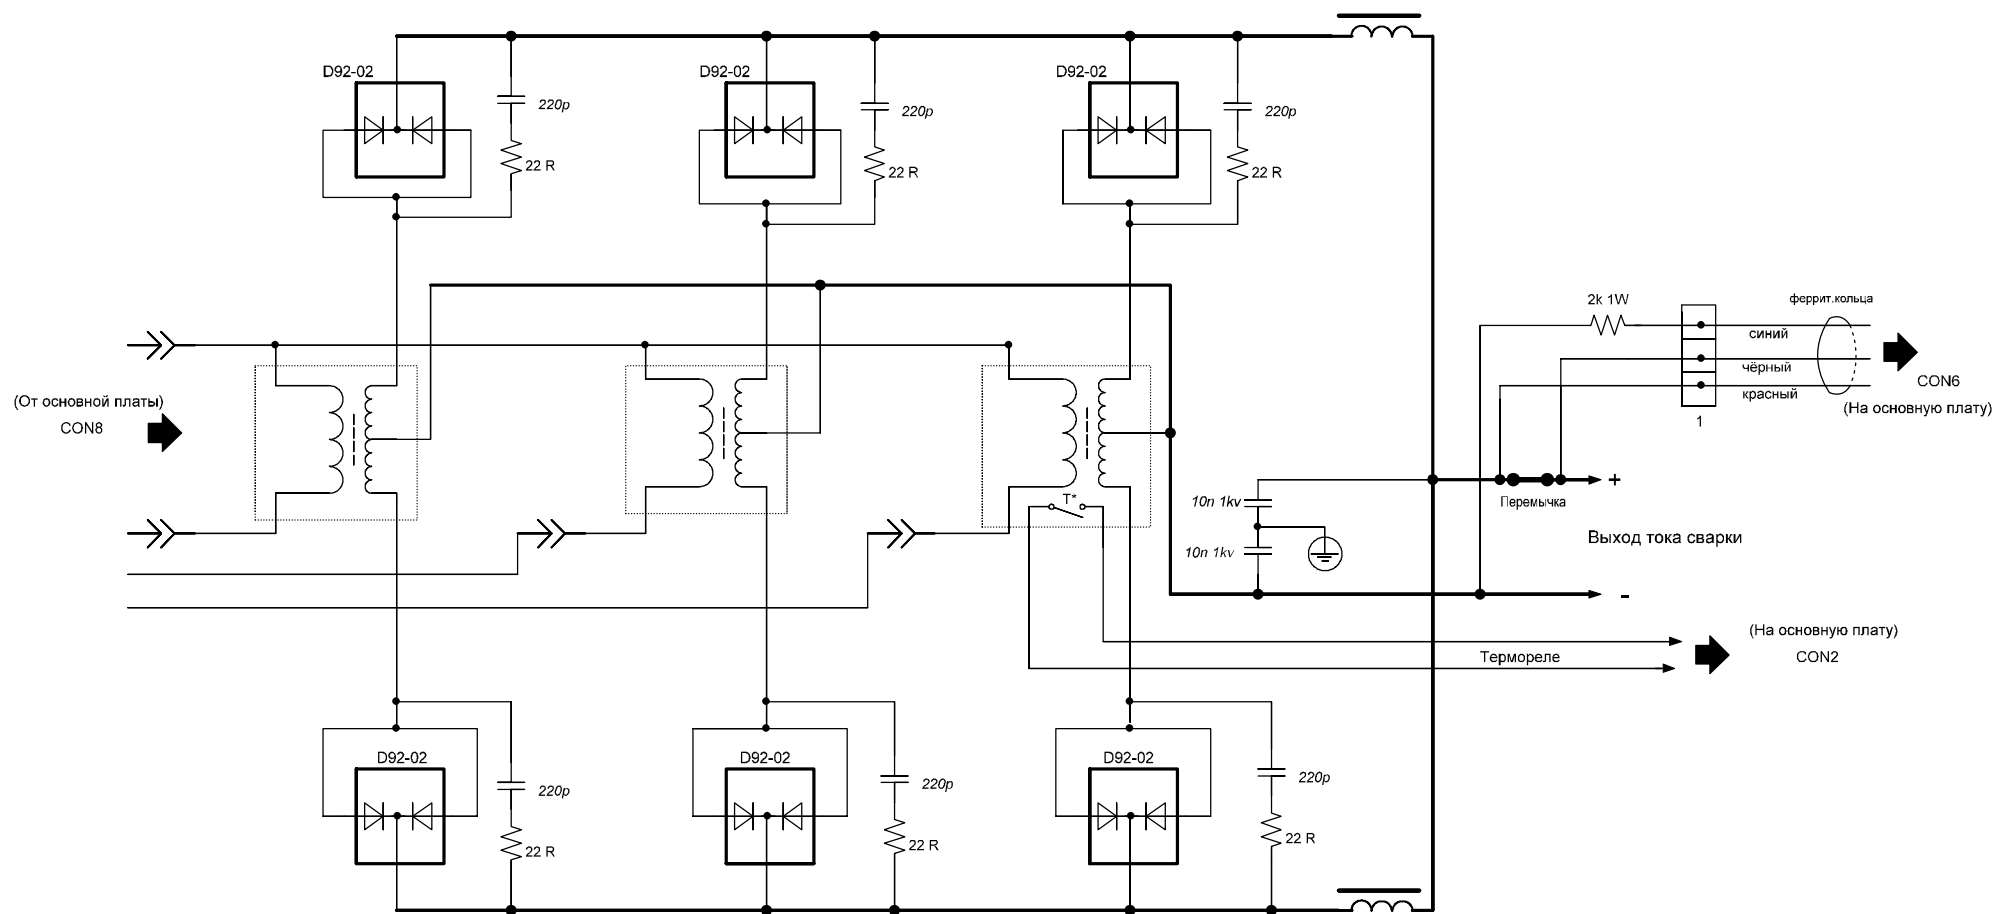 D92-02
D92-02
D92-02
220p
220p
220p
22 R
22 R
22 R
2k 1W
феррит.кольца
синий
чёрный
красный
CON6
(На основную плату)
1
(От основной платы)
CON8
T*
10n 1kv
10n 1kv
+
Перемычка
Выход тока сварки
-
(На основную плату)
CON2
Термореле
D92-02
D92-02
D92-02
220p
220p
220p
22 R
22 R
22 R